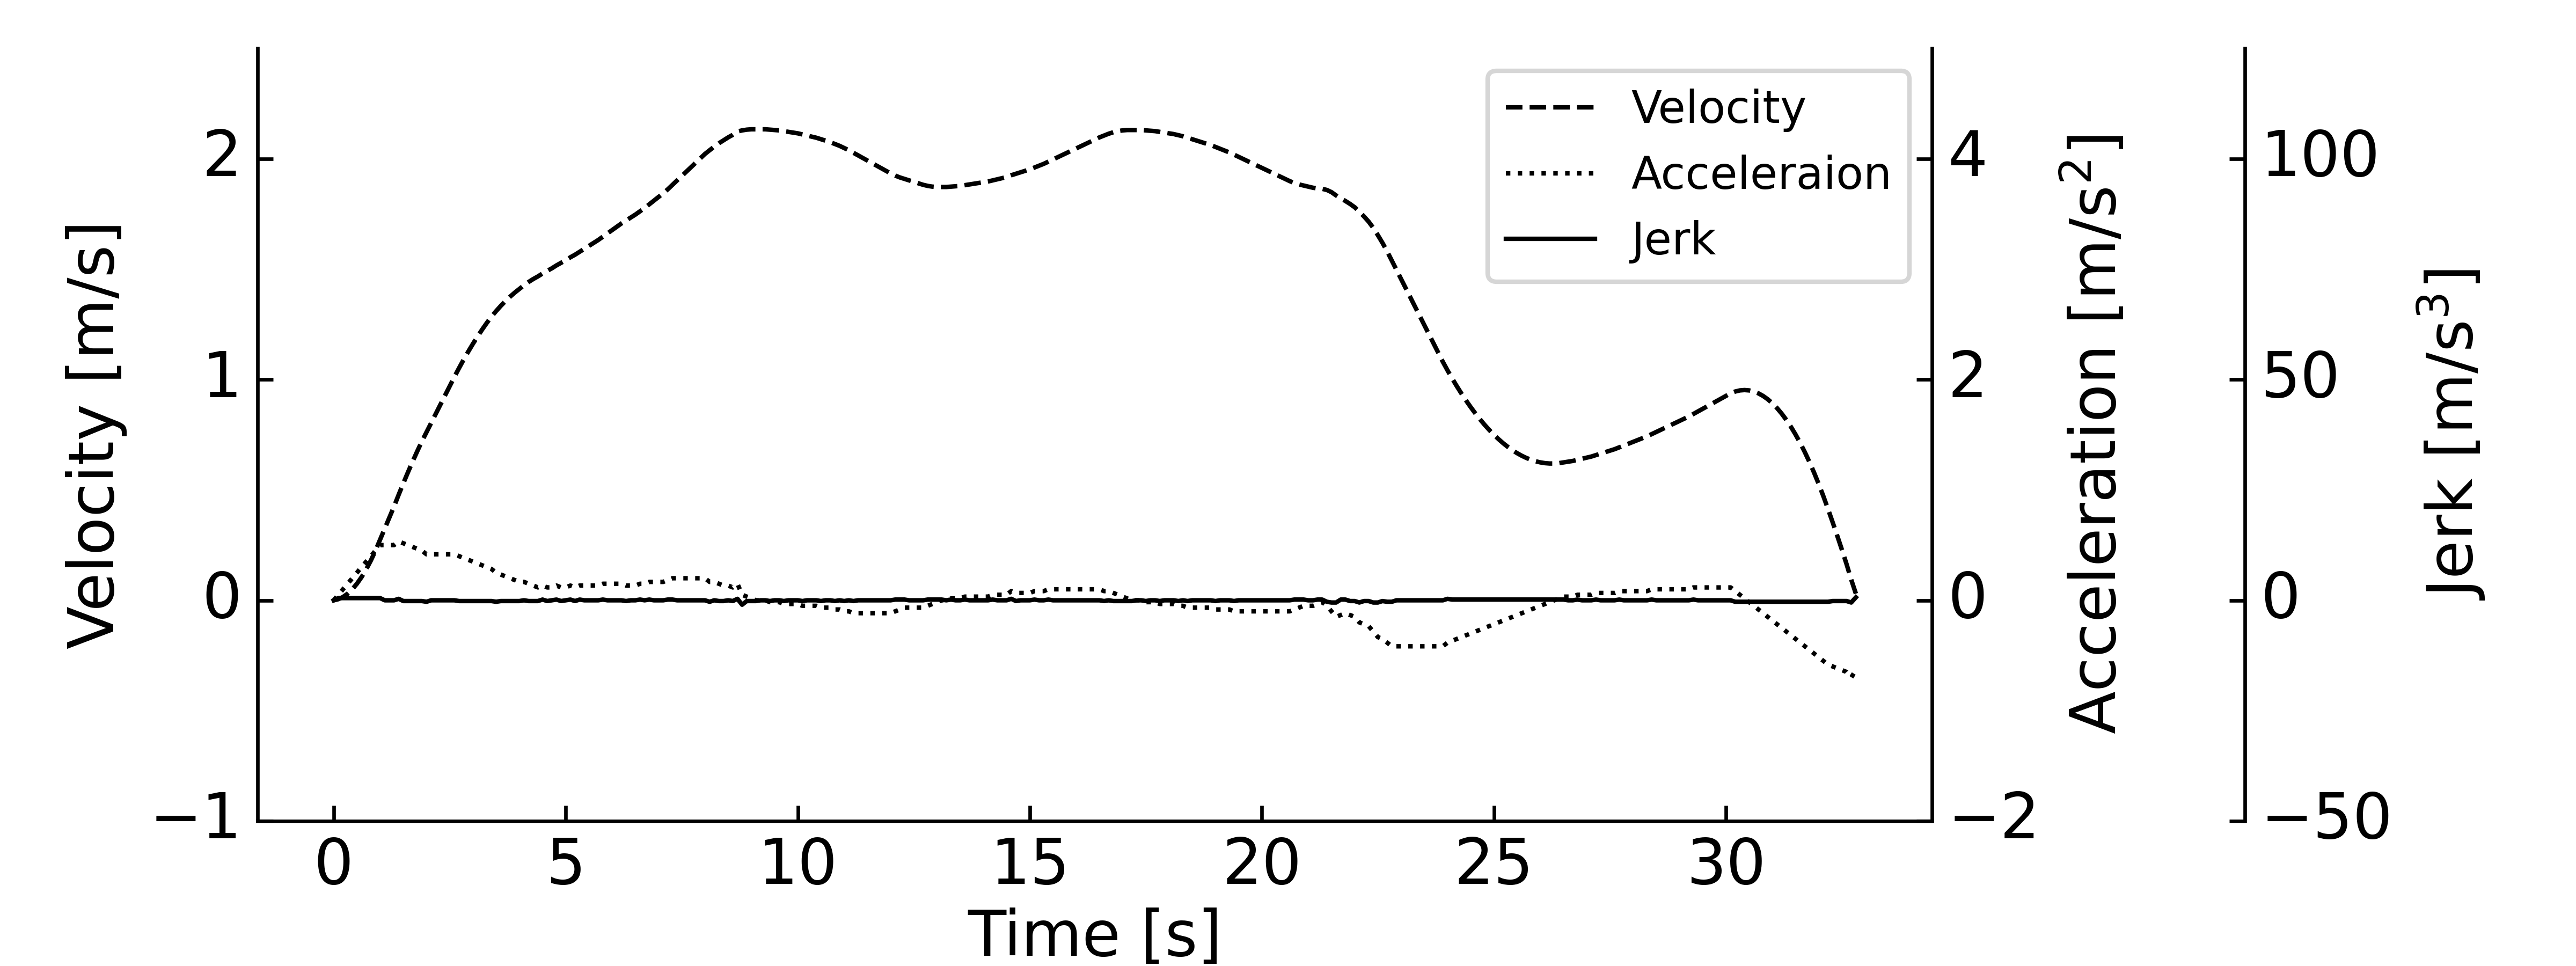 Velocity [m/s]
2
1
0
−1
0 5 10 15 20 25 30
Time [s]
Velocity
Acceleraion
Jerk
4
2
0
−2
Acceleration [m/s²]
100
50
0
−50
Jerk [m/s³]